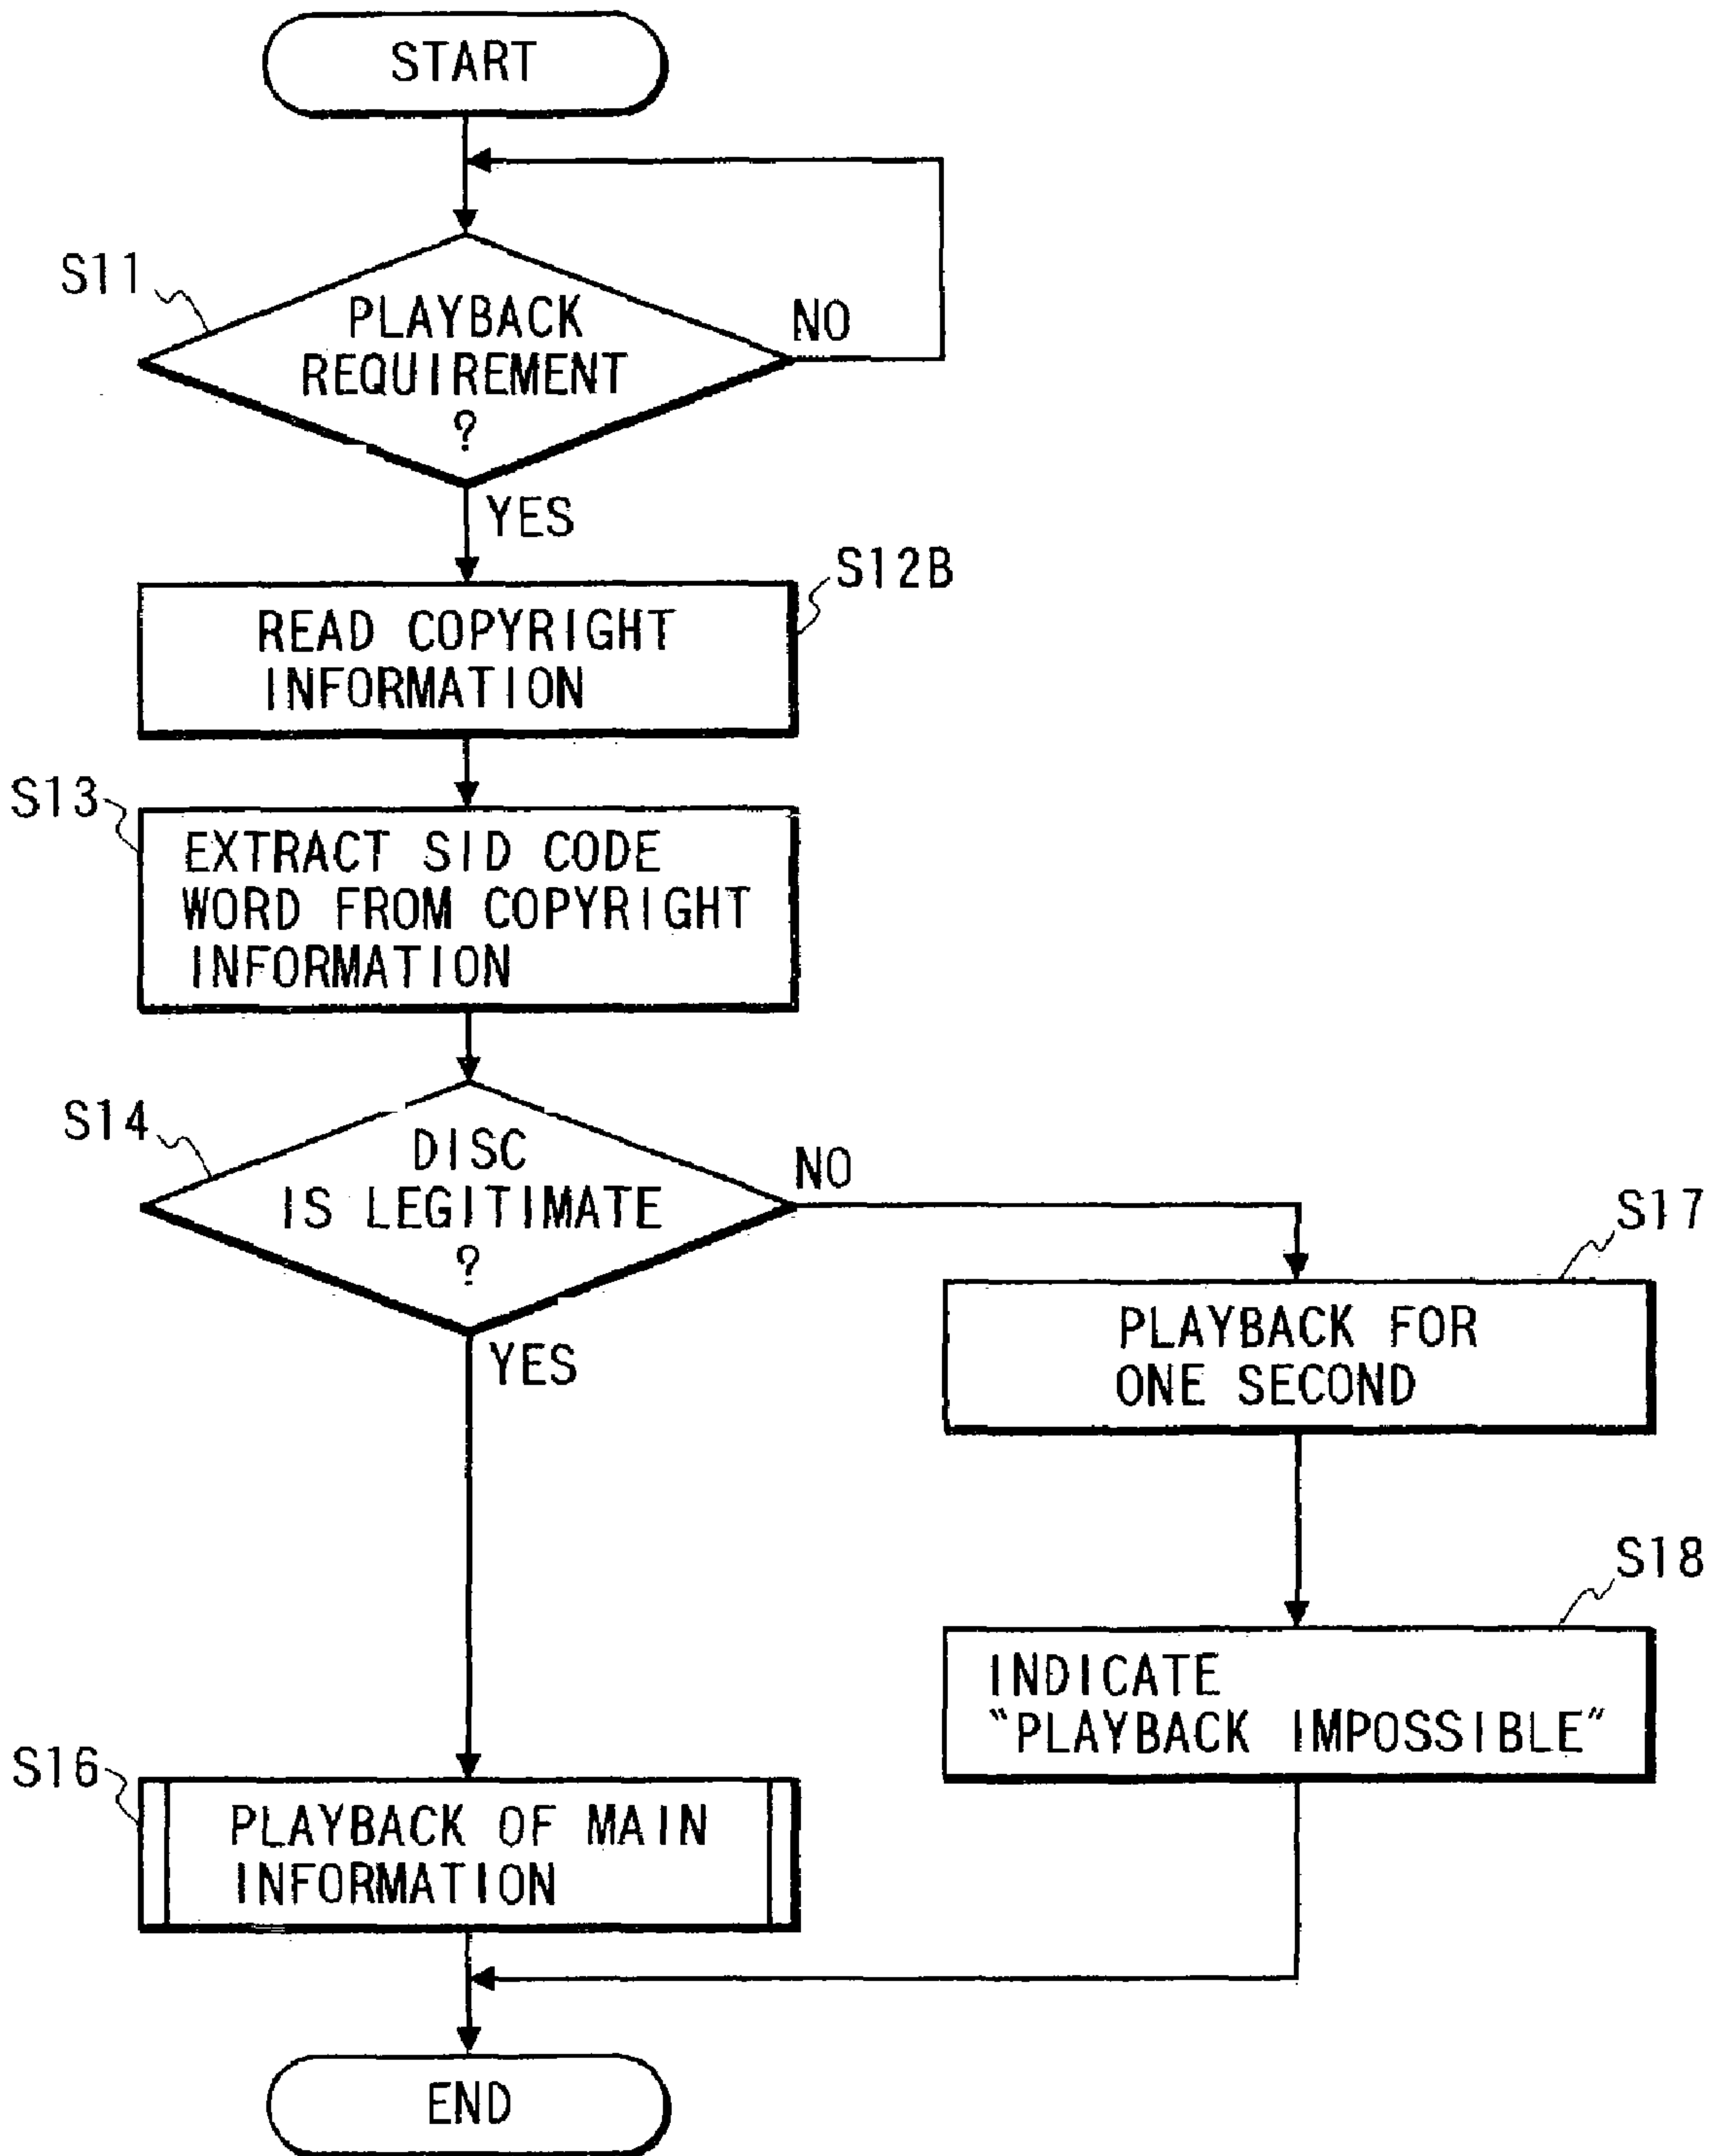 START
S11
PLAYBACK
REQUIREMENT
?
NO
YES
S12B
READ COPYRIGHT
INFORMATION
S13
EXTRACT SID CODE
WORD FROM COPYRIGHT
INFORMATION
S14
DISC
IS LEGITIMATE
?
NO
YES
S17
PLAYBACK FOR
ONE SECOND
S18
INDICATE
"PLAYBACK IMPOSSIBLE"
S16
PLAYBACK OF MAIN
INFORMATION
END